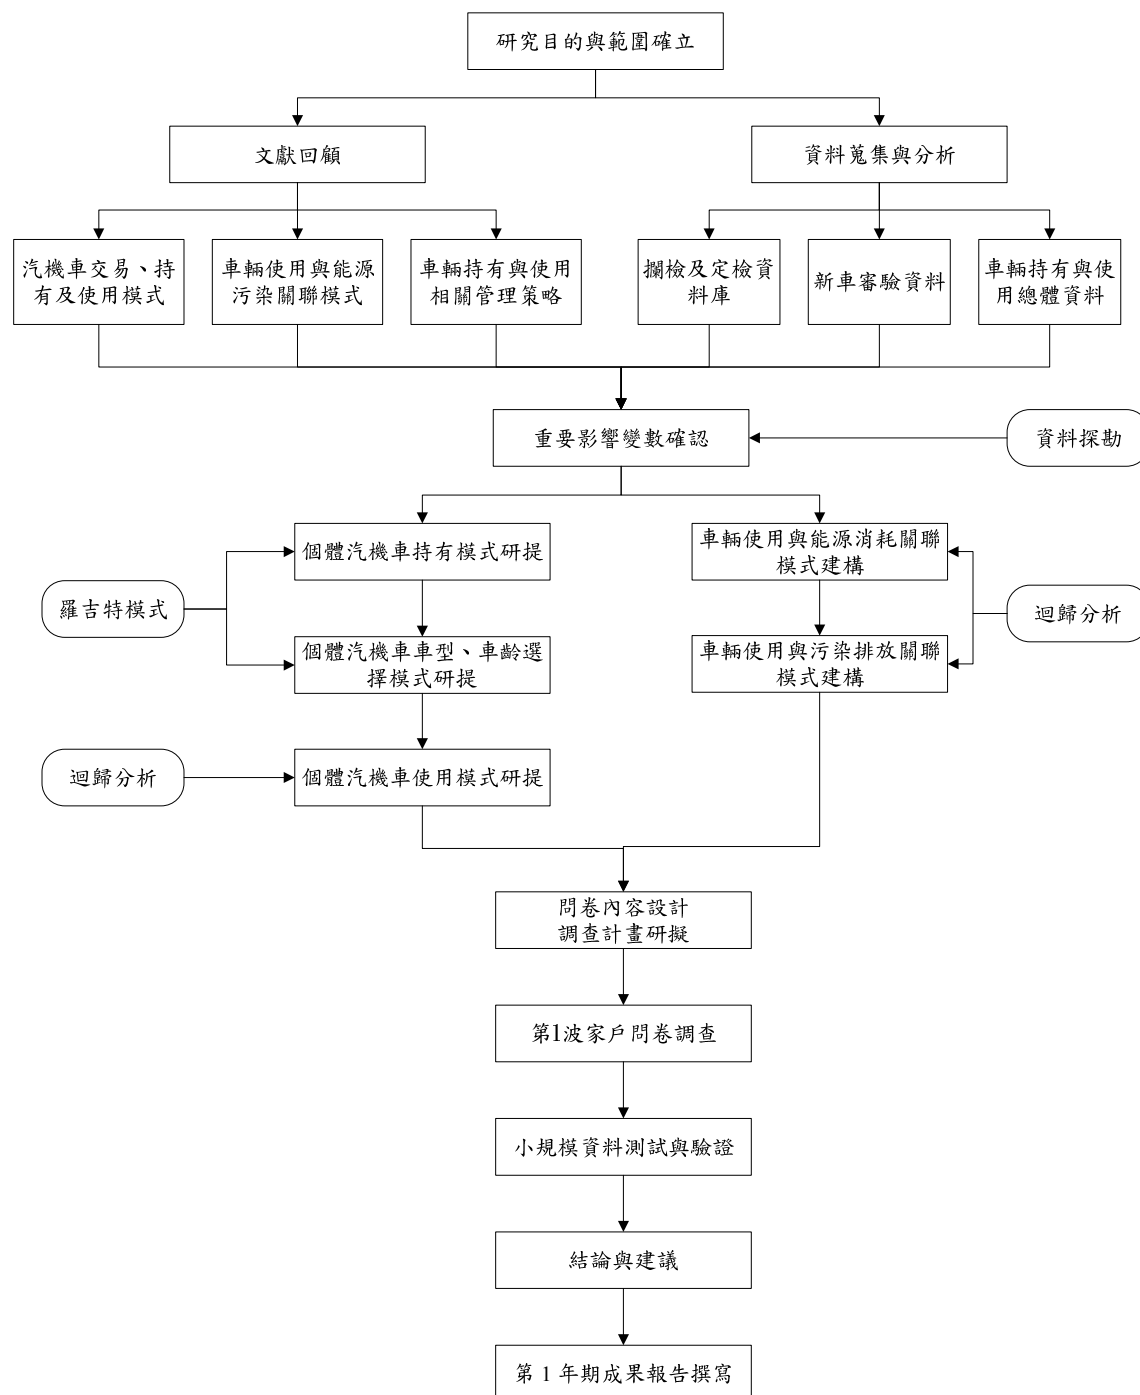 研究目的與範圍確立
文獻回顧
資料蒐集與分析
汽機車交易、持
有及使用模式
車輛使用與能源
污染關聯模式
車輛持有與使用
相關管理策略
攔檢及定檢資
料庫
新車審驗資料
車輛持有與使
用總體資料
重要影響變數確認
資料探勘
個體汽機車持有模式研提
車輛使用與能源消耗關聯
模式建構
羅吉特模式
迴歸分析
個體汽機車車型、車齡選
擇模式研提
車輛使用與污染排放關聯
模式建構
迴歸分析
個體汽機車使用模式研提
問卷內容設計
調查計畫研擬
第1波家戶問卷調查
小規模資料測試與驗證
結論與建議
第 1 年期成果報告撰寫